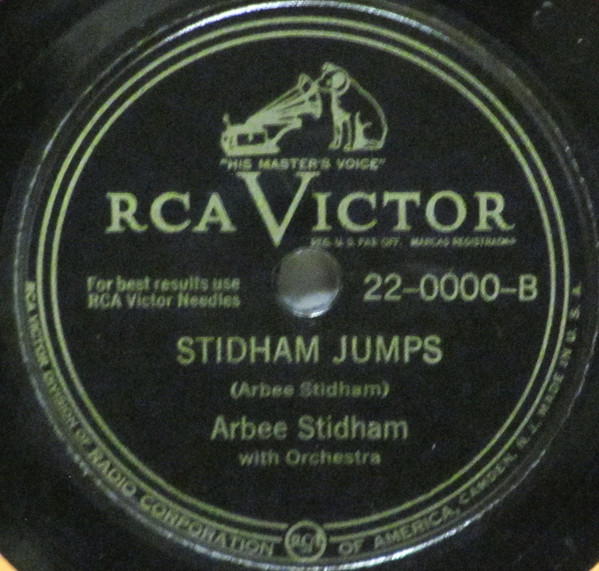 "HIS MASTER'S VOICE"
RCA VICTOR
REG. U. S. PAT. OFF. MARCAS REGISTRADAS
For best results use
RCA Victor Needles
22-0000-B
STIDHAM JUMPS
(Arbee Stidham)
Arbee Stidham
with Orchestra
RCA VICTOR DIVISION OF RADIO CORPORATION OF AMERICA, CAMDEN, N. J. MADE IN U. S. A.
RCA